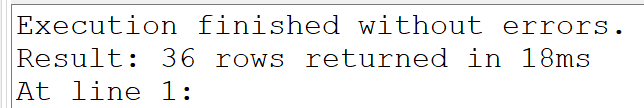 Execution finished without errors.
Result: 36 rows returned in 18ms
At line 1: